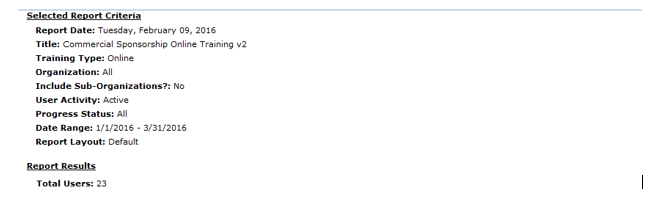 Selected Report Criteria
Report Date: Tuesday, February 09, 2016
Title: Commercial Sponsorship Online Training v2
Training Type: Online
Organization: All
Include Sub-Organizations?: No
User Activity: Active
Progress Status: All
Date Range: 1/1/2016 - 3/31/2016
Report Layout: Default
Report Results
Total Users: 23